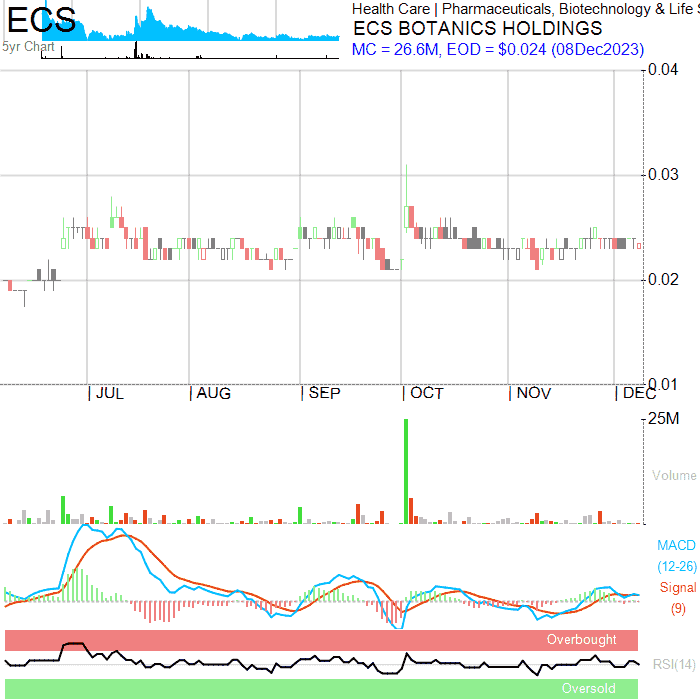 ECS
5yr Chart
Health Care | Pharmaceuticals, Biotechnology & Life S
ECS BOTANICS HOLDINGS
MC = 26.6M, EOD = $0.024 (08Dec2023)
0.04
0.03
0.02
0.01
JUL AUG SEP OCT NOV DEC
25M
Volume
MACD
(12-26)
Signal
(9)
Overbought
RSI(14)
Oversold